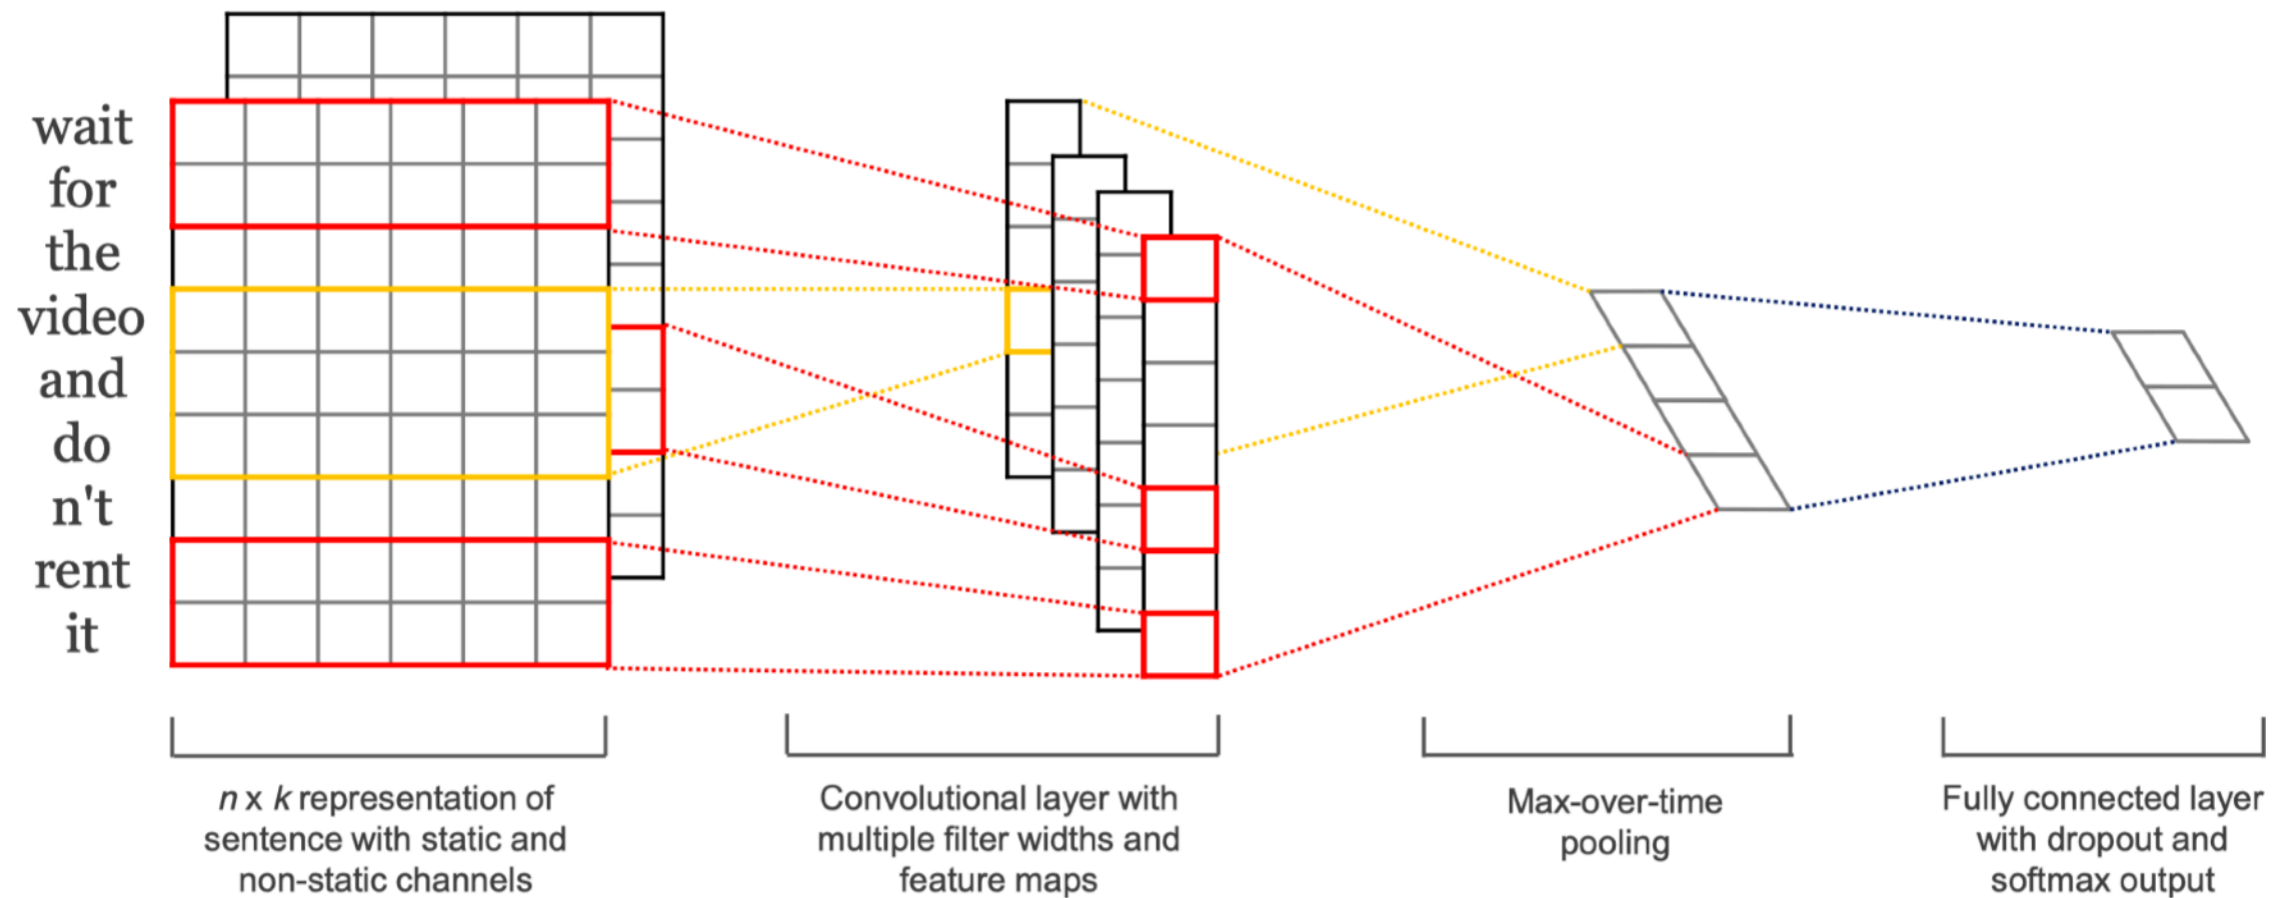 wait
for
the
video
and
do
n't
rent
it
n x k representation of
sentence with static and
non-static channels
Convolutional layer with
multiple filter widths and
feature maps
Max-over-time
pooling
Fully connected layer
with dropout and
softmax output